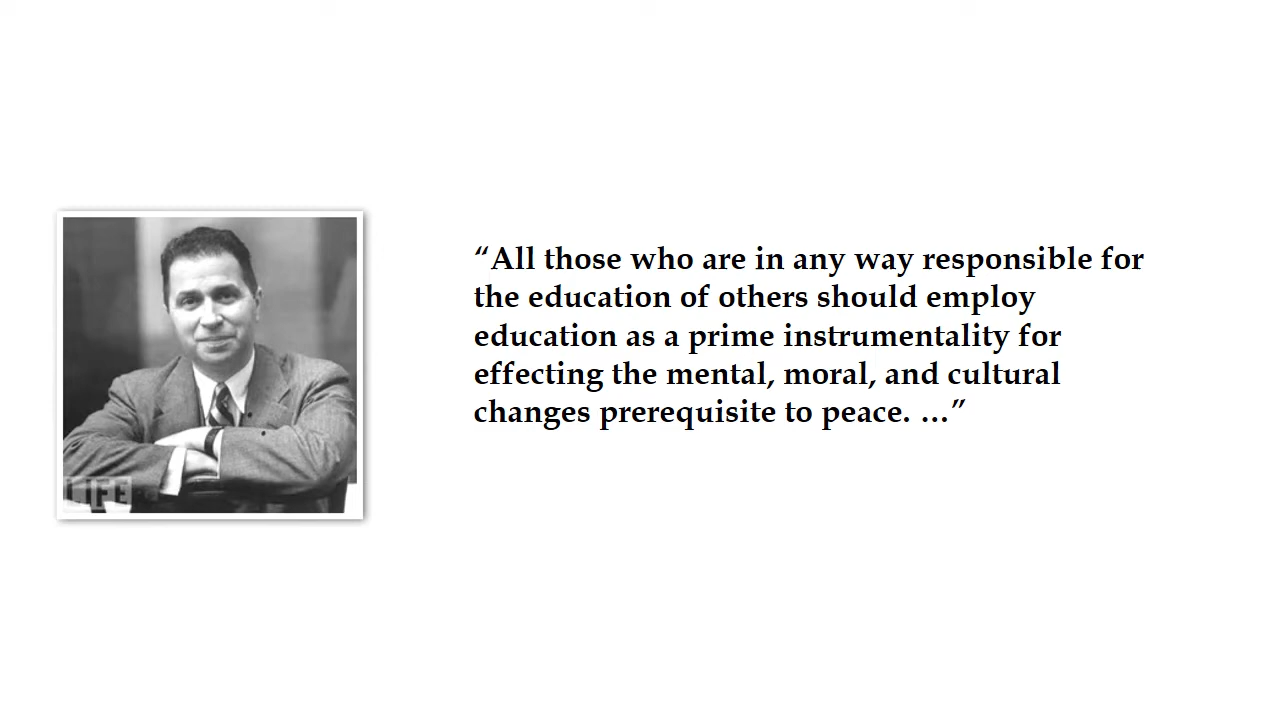 “All those who are in any way responsible for
the education of others should employ
education as a prime instrumentality for
effecting the mental, moral, and cultural
changes prerequisite to peace. …”
LIFE